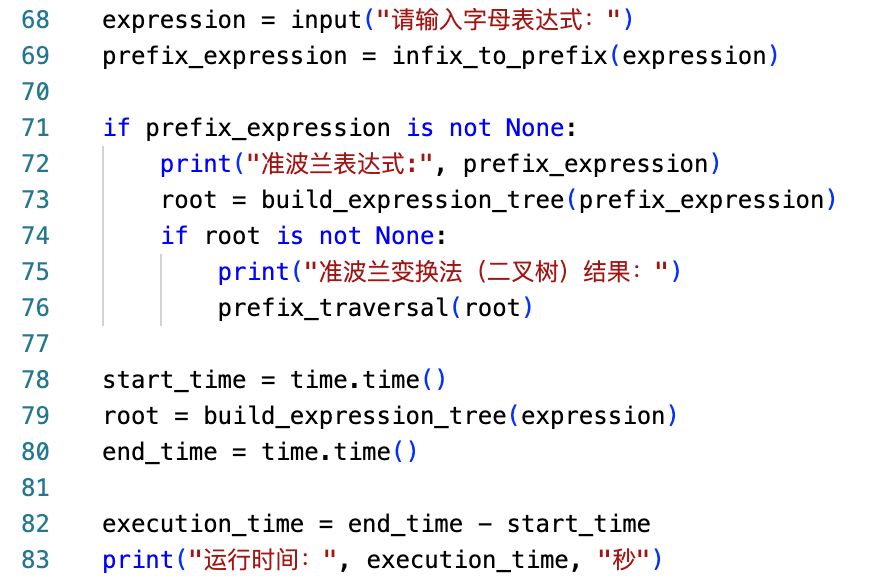 68 expression = input("请输入字母表达式：")
69 prefix_expression = infix_to_prefix(expression)
70
71 if prefix_expression is not None:
72 print("准波兰表达式:", prefix_expression)
73 root = build_expression_tree(prefix_expression)
74 if root is not None:
75 print("准波兰变换法（二叉树）结果：")
76 prefix_traversal(root)
77
78 start_time = time.time()
79 root = build_expression_tree(expression)
80 end_time = time.time()
81
82 execution_time = end_time - start_time
83 print("运行时间：", execution_time, "秒")